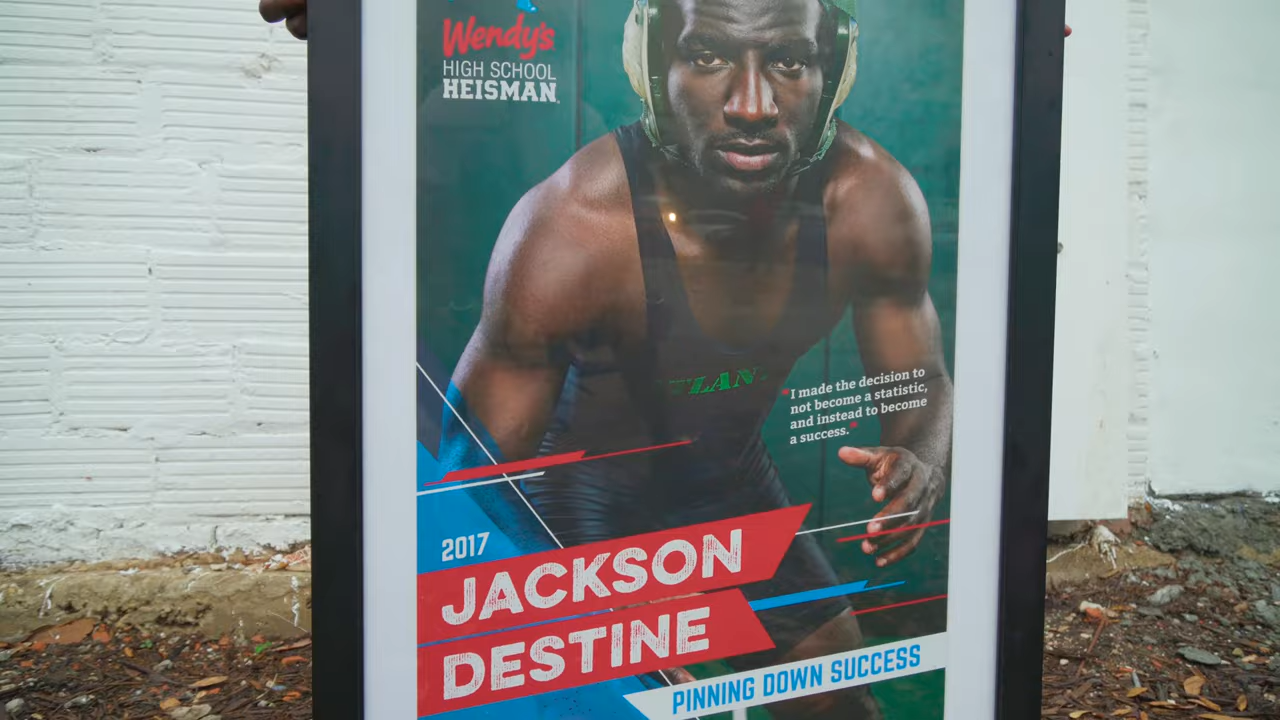 Wendy's
HIGH SCHOOL
HEISMAN
"I made the decision to
not become a statistic,
and instead to become
a success."
2017
JACKSON
DESTINE
PINNING DOWN SUCCESS